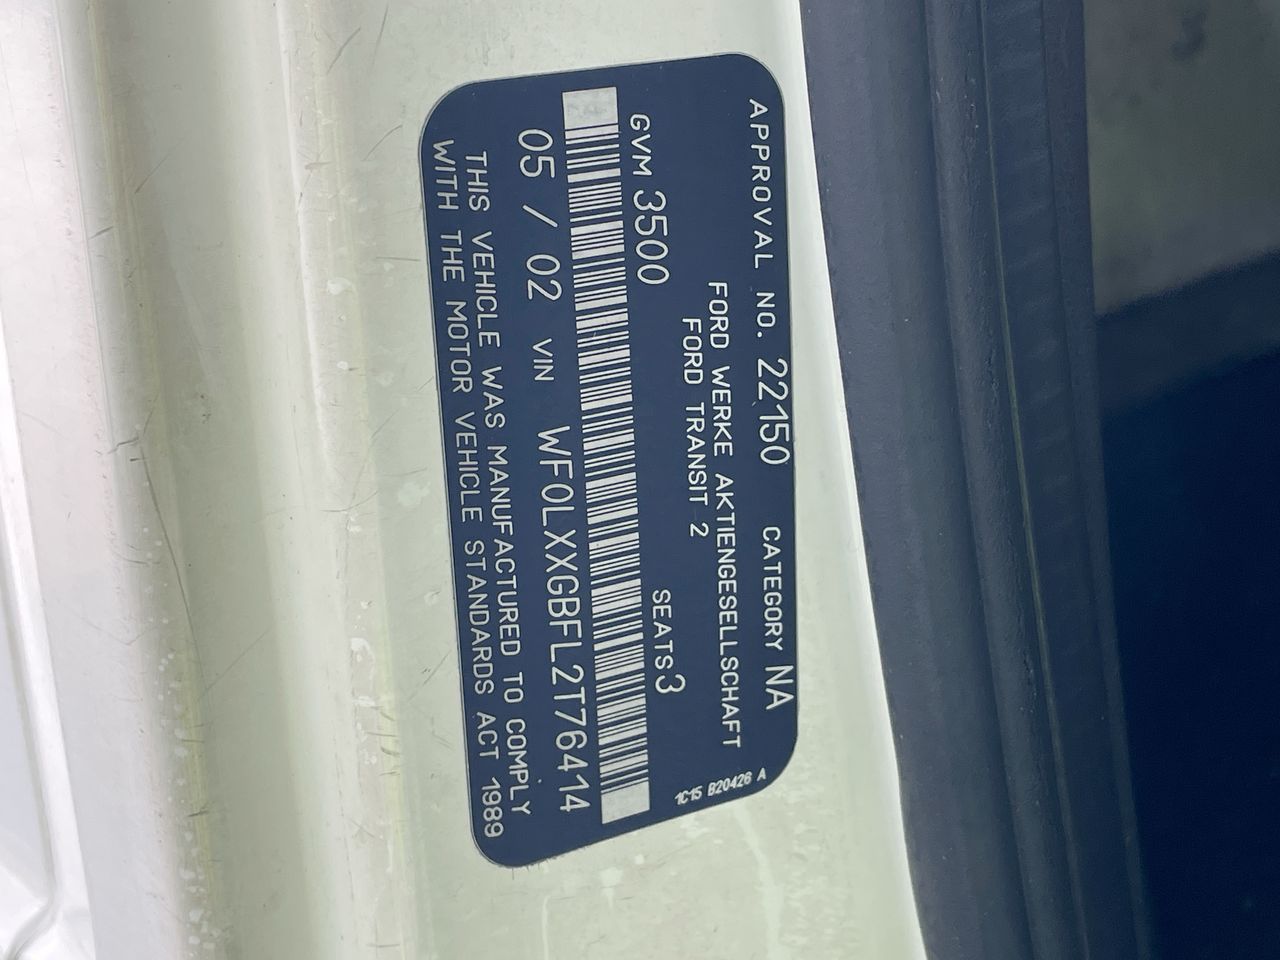 APPROVAL NO. 22150 CATEGORY NA
FORD WERKE AKTIENGESELLSCHAFT
FORD TRANSIT 2
GVM 3500 SEATS 3
05 / 02 VIN WF0LXXGBFL2T76414
THIS VEHICLE WAS MANUFACTURED TO COMPLY
WITH THE MOTOR VEHICLE STANDARDS ACT 1989
1C15 B20426 A